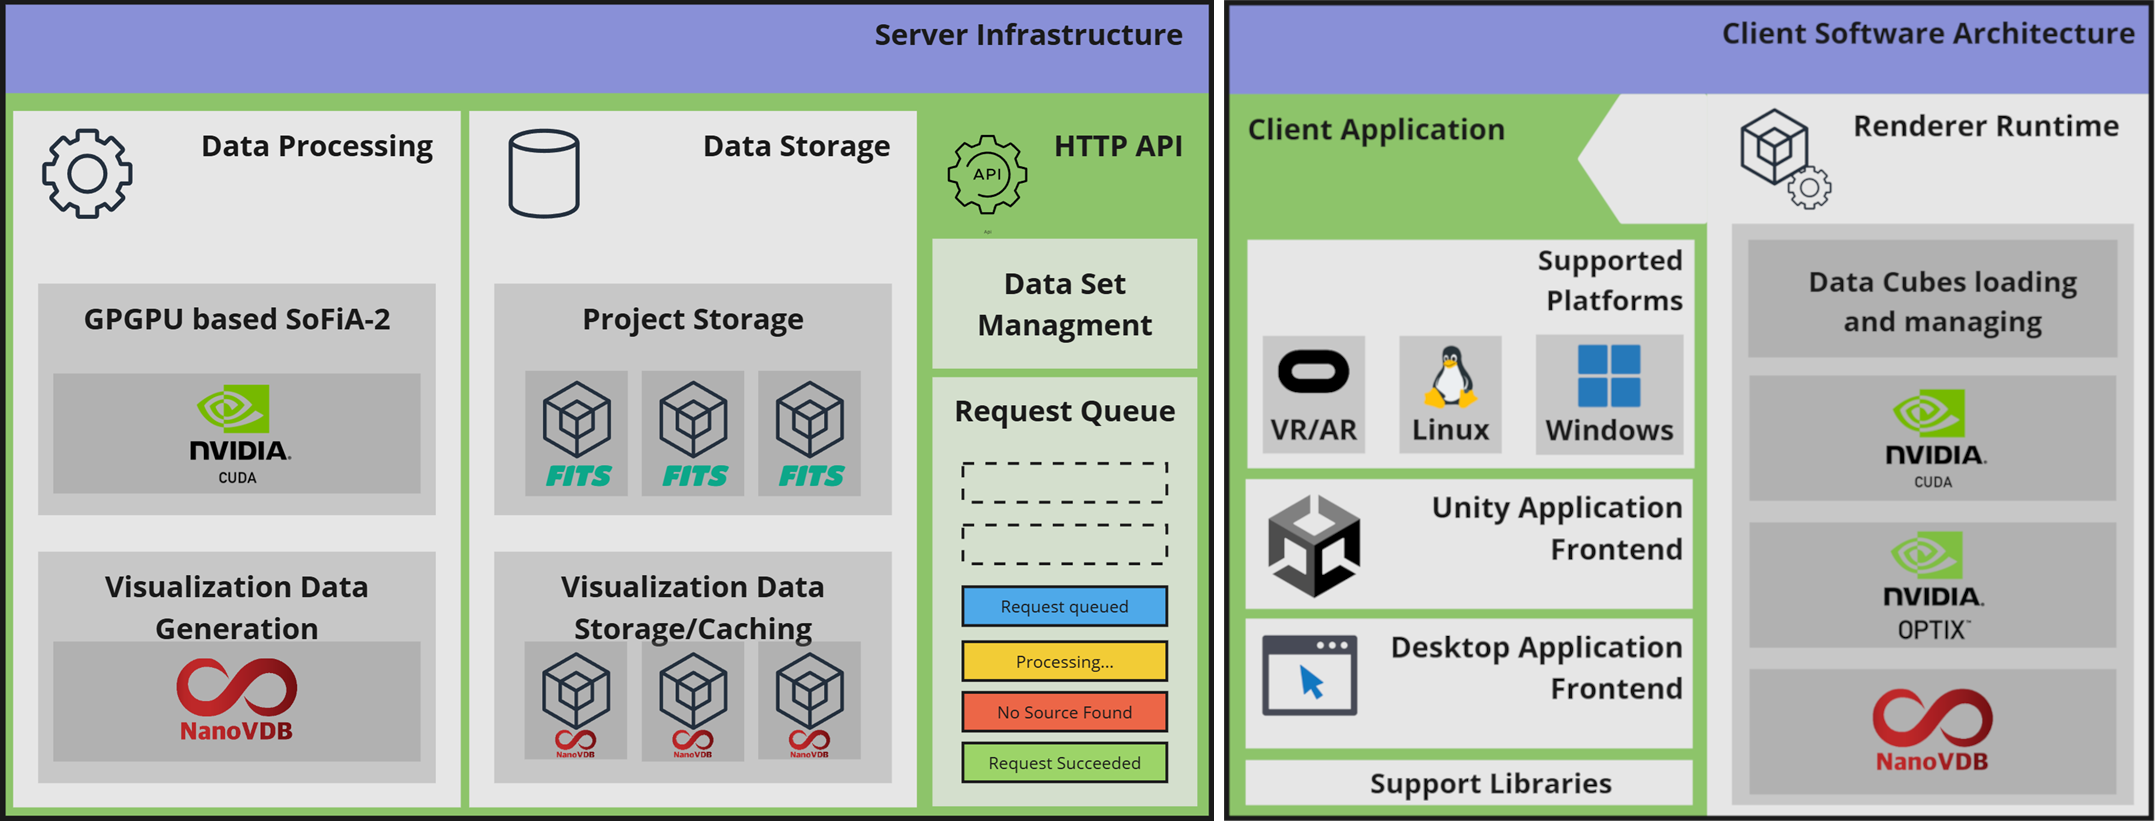 Server Infrastructure
Data Processing
GPGPU based SoFiA-2
NVIDIA.
CUDA
Visualization Data
Generation
NanoVDB
Data Storage
Project Storage
FITS
FITS
FITS
Visualization Data
Storage/Caching
NanoVDB
NanoVDB
NanoVDB
API
HTTP API
Api
Data Set
Managment
Request Queue
Request queued
Processing...
No Source Found
Request Succeeded
Client Software Architecture
Client Application
Supported
Platforms
VR/AR
Linux
Windows
Unity Application
Frontend
Desktop Application
Frontend
Support Libraries
Renderer Runtime
Data Cubes loading
and managing
NVIDIA.
CUDA
NVIDIA.
OPTIX™
NanoVDB